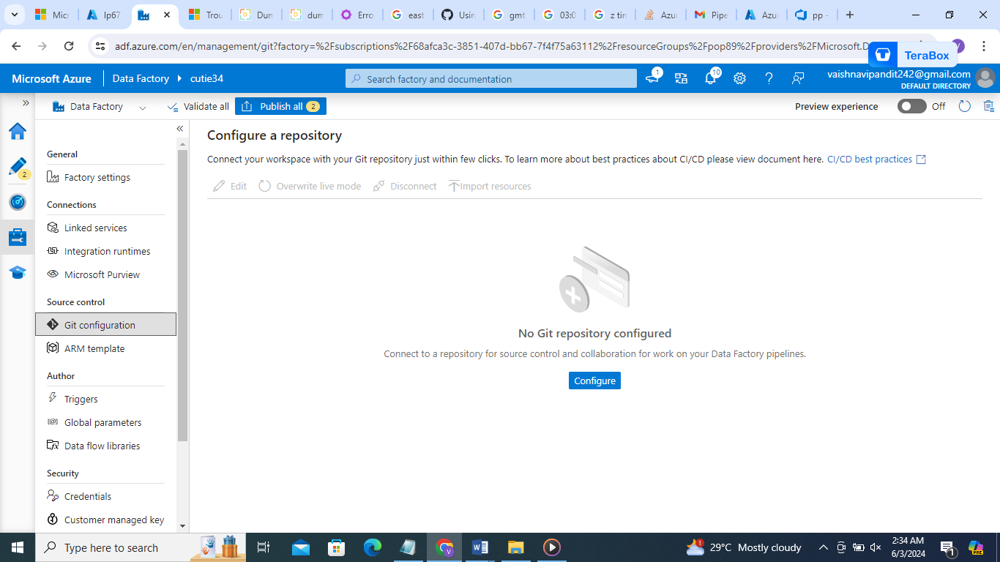 Micr
lp67
Trou
Dum
dum
Erro
east
Usin
gmt
03:0
z tin
Azur
Pipe
Azur
pp -
adf.azure.com/en/management/git?factory=%2Fsubscriptions%2F68afca3c-3851-407d-bb67-7f4f75a63112%2FresourceGroups%2Fpop89%2Fproviders%2FMicrosoft.D
TeraBox
Microsoft Azure
Data Factory
cutie34
Search factory and documentation
1
10
vaishnavipandit242@gmail.com
DEFAULT DIRECTORY
Data Factory
Validate all
Publish all 2
Preview experience
Off
2
General
Factory settings
Connections
Linked services
Integration runtimes
Microsoft Purview
Source control
Git configuration
ARM template
Author
Triggers
Global parameters
Data flow libraries
Security
Credentials
Customer managed key
Configure a repository
Connect your workspace with your Git repository just within few clicks. To learn more about best practices about CI/CD please view document here. CI/CD best practices
Edit
Overwrite live mode
Disconnect
Import resources
No Git repository configured
Connect to a repository for source control and collaboration for work on your Data Factory pipelines.
Configure
Type here to search
1
29°C Mostly cloudy
2:34 AM
6/3/2024
1
PRE